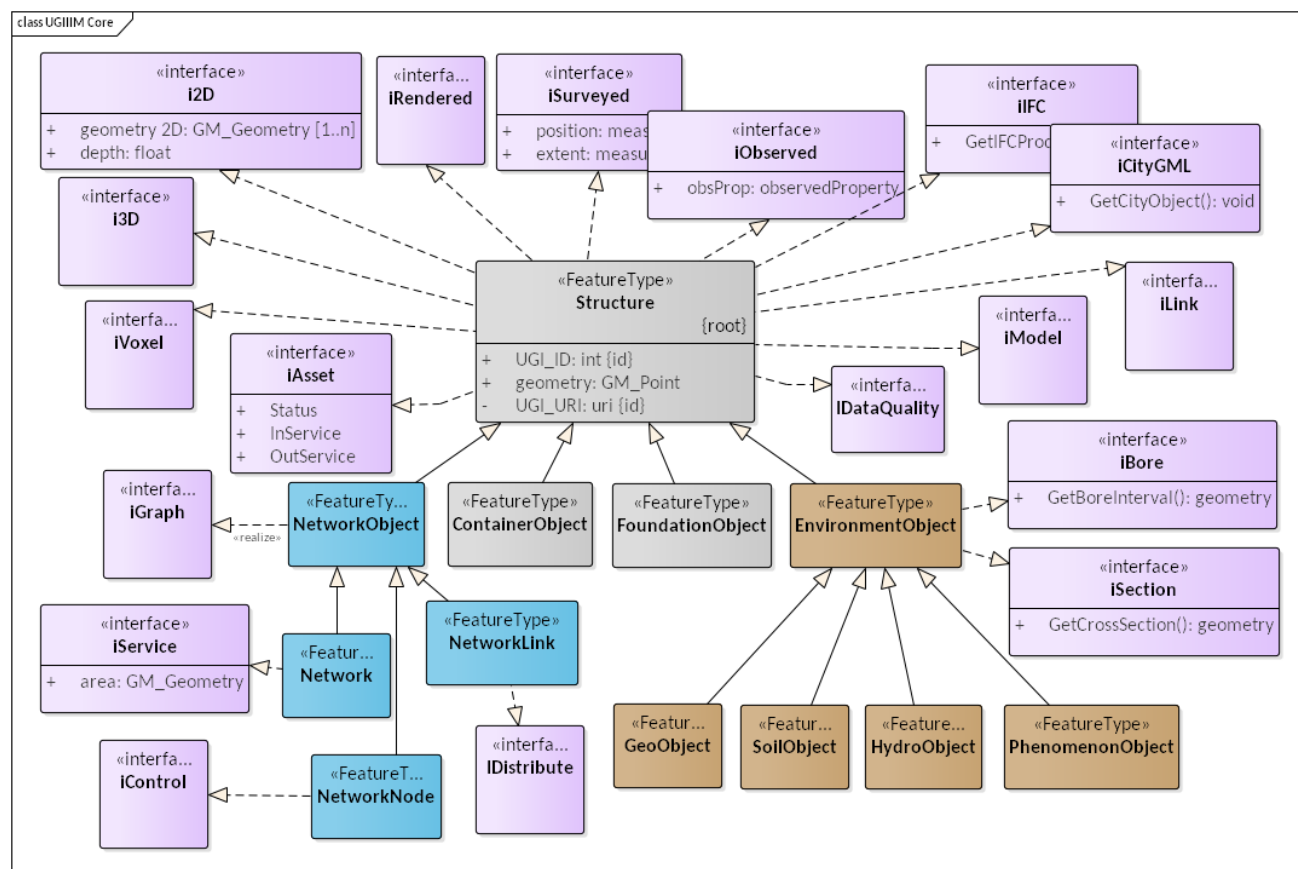 class UGIIIM Core
«interface»
i2D
+ geometry 2D: GM_Geometry [1..n]
+ depth: float
«interfa...
iRendered
«interface»
iSurveyed
+ position: meas
+ extent: measu
«interface»
iObserved
+ obsProp: observedProperty
«interface»
iIFC
+ GetIFCProd
«interface»
iCityGML
+ GetCityObject(): void
«interfa...
i3D
«interfa...
iVoxel
«interface»
iAsset
+ Status
+ InService
+ OutService
«FeatureType»
Structure
{root}
+ UGI_ID: int {id}
+ geometry: GM_Point
- UGI_URI: uri {id}
«interfa...
iLink
«interfa...
iModel
«interfa...
IDataQuality
«interface»
iBore
+ GetBoreInterval(): geometry
«interfa...
iGraph
«realize»
«FeatureTy...
NetworkObject
«FeatureType»
ContainerObject
«FeatureType»
FoundationObject
«FeatureType»
EnvironmentObject
«interface»
iSection
+ GetCrossSection(): geometry
«interface»
iService
+ area: GM_Geometry
«Featur...
Network
«FeatureType»
NetworkLink
«Featur...
GeoObject
«Feature...
SoilObject
«Feature...
HydroObject
«FeatureType»
PhenomenonObject
«interfa...
iControl
«FeatureT...
NetworkNode
«interfa...
IDistribute